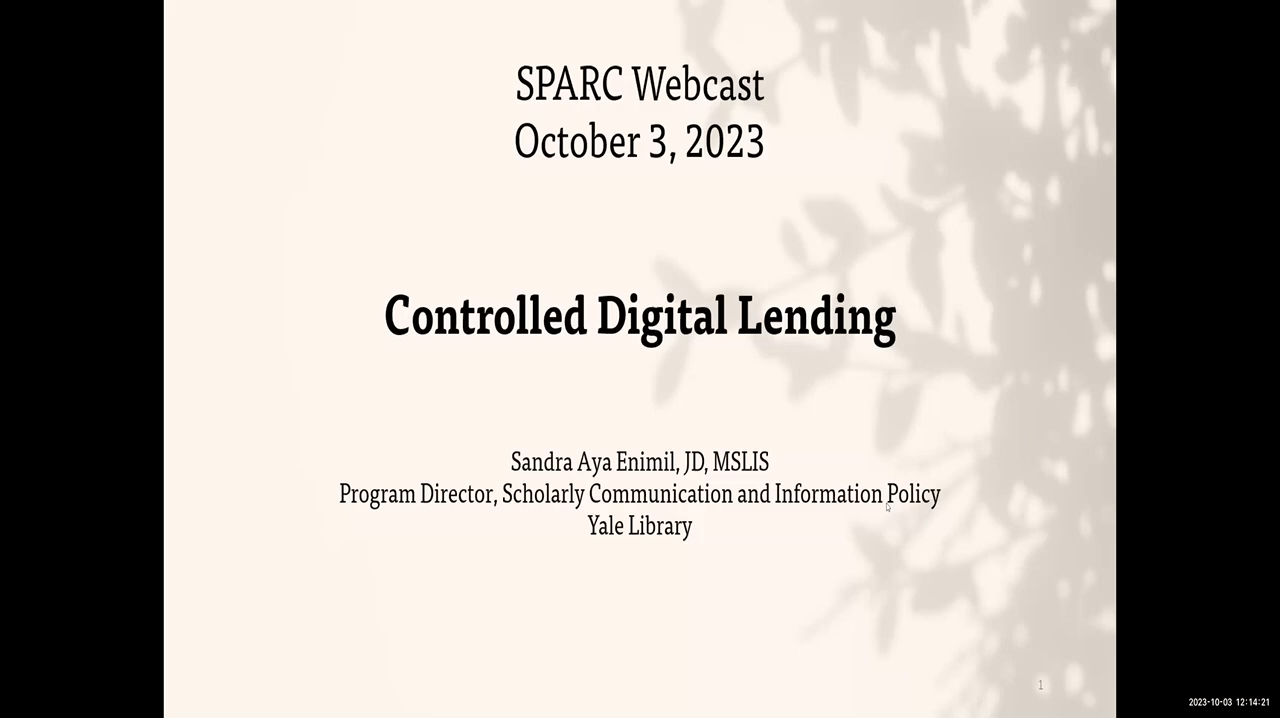 SPARC Webcast
October 3, 2023
Controlled Digital Lending
Sandra Aya Enimil, JD, MSLIS
Program Director, Scholarly Communication and Information Policy
Yale Library
1
2023-10-03 12:14:21